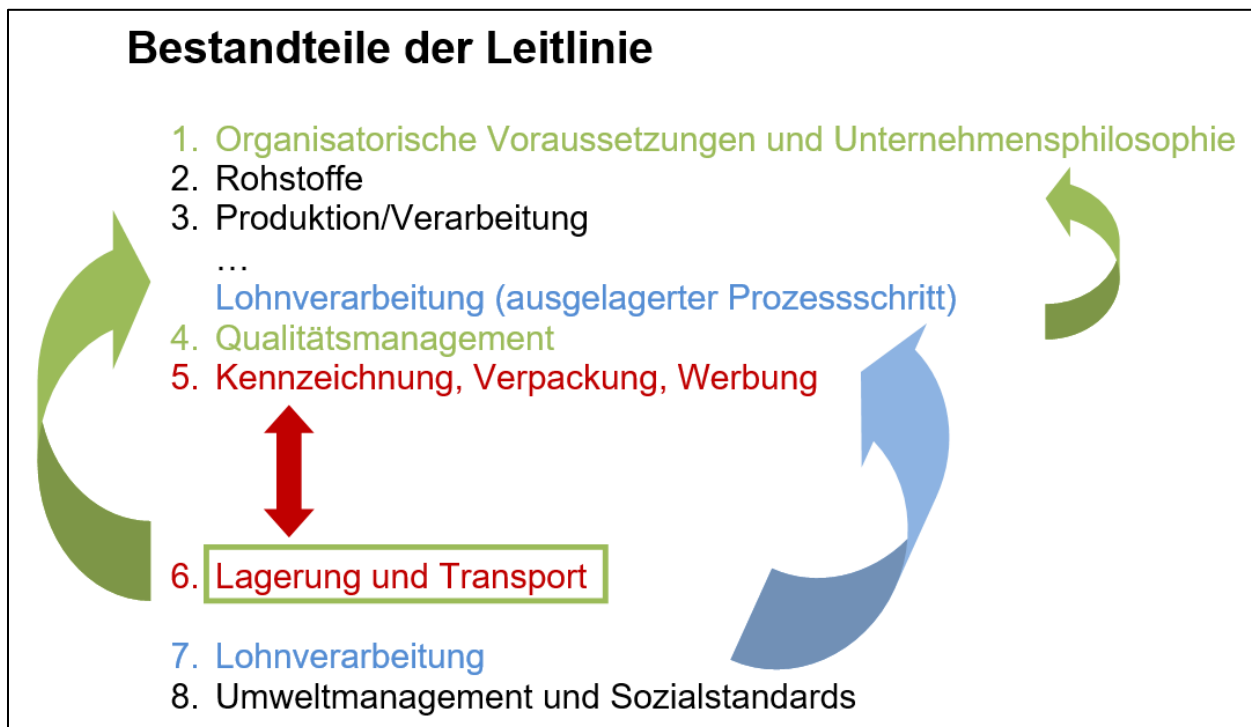 Bestandteile der Leitlinie
1. Organisatorische Voraussetzungen und Unternehmensphilosophie
2. Rohstoffe
3. Produktion/Verarbeitung
…
Lohnverarbeitung (ausgelagerter Prozessschritt)
4. Qualitätsmanagement
5. Kennzeichnung, Verpackung, Werbung
6. Lagerung und Transport
7. Lohnverarbeitung
8. Umweltmanagement und Sozialstandards